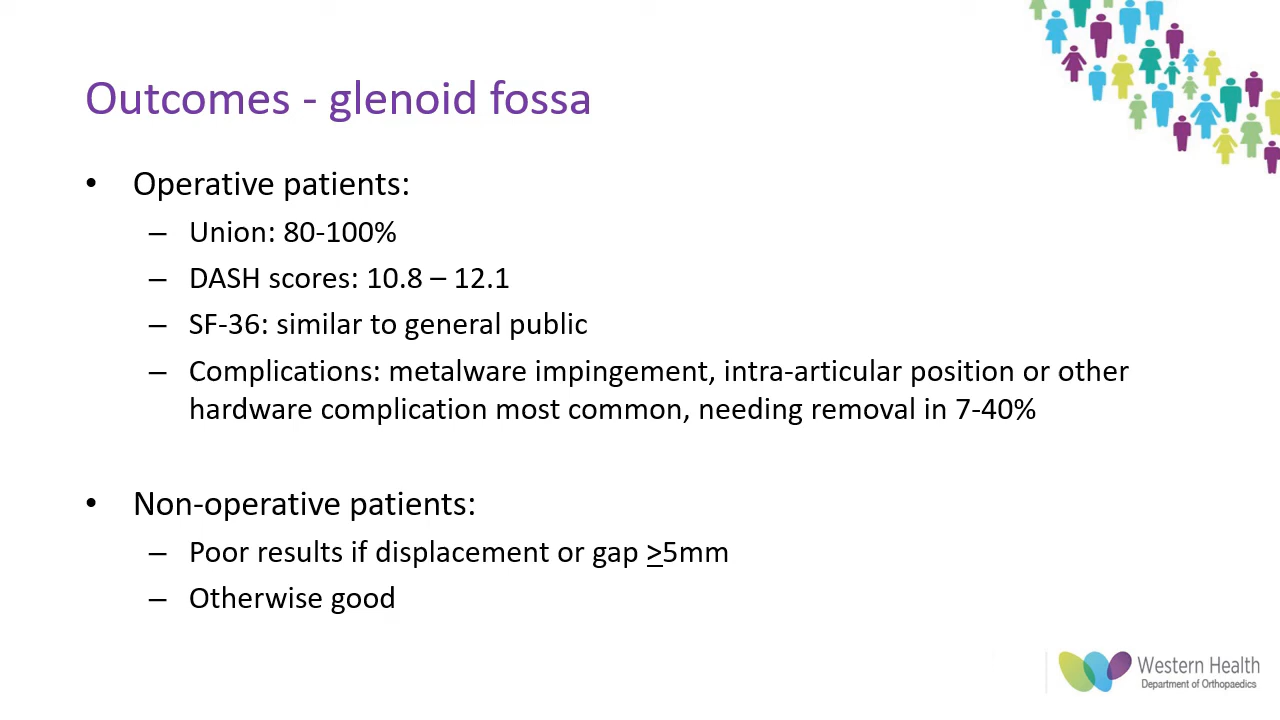 Outcomes - glenoid fossa
• Operative patients:
– Union: 80-100%
– DASH scores: 10.8 – 12.1
– SF-36: similar to general public
– Complications: metalware impingement, intra-articular position or other
hardware complication most common, needing removal in 7-40%
• Non-operative patients:
– Poor results if displacement or gap >5mm
– Otherwise good
Western Health
Department of Orthopaedics